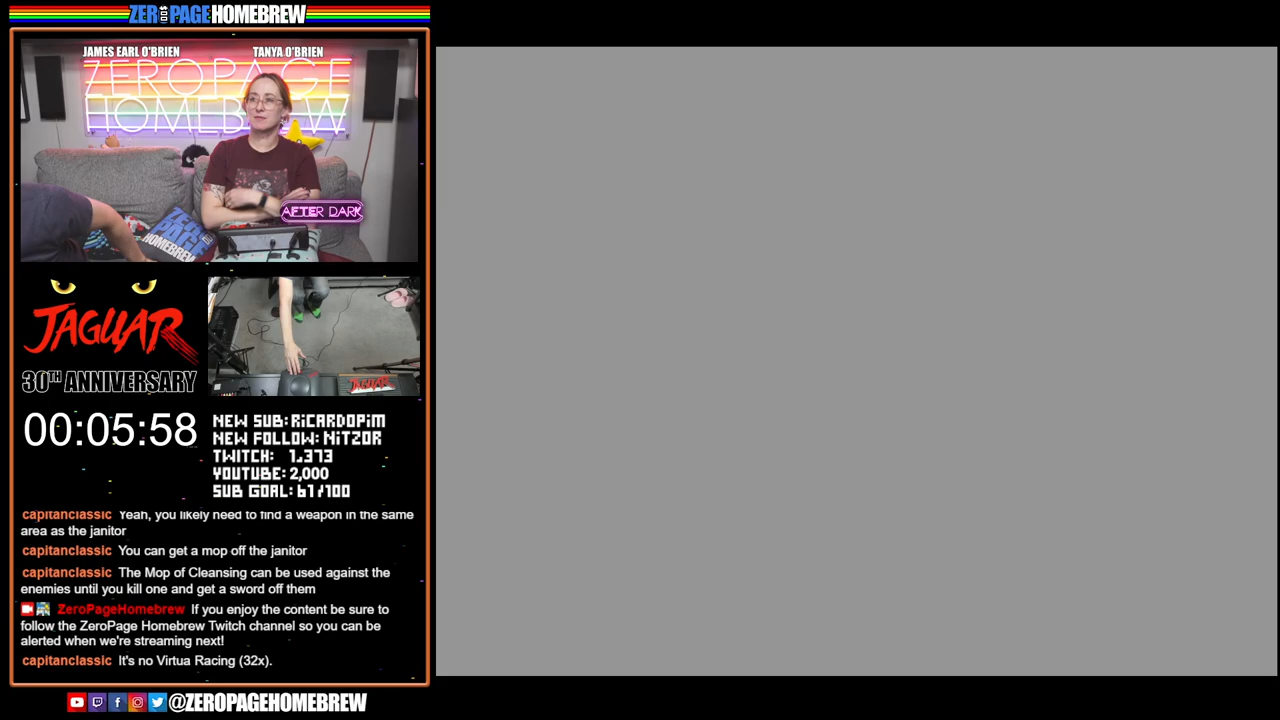 ZEROPAGE HOMEBREW
JAMES EARL O'BRIEN
TANYA O'BRIEN
ZEROPAGE
HOMEBREW
AFTER DARK
ZERO
PAGE
HOMEBREW
JAGUAR
30TH ANNIVERSARY
JAGUAR
00:05:58
NEW SUB: RICARDOPIM
NEW FOLLOW: NITZOR
TWITCH: 1,373
YOUTUBE: 2,000
SUB GOAL: 67/100
capitanclassic Yeah, you likely need to find a weapon in the same
area as the janitor
capitanclassic You can get a mop off the janitor
capitanclassic The Mop of Cleansing can be used against the
enemies until you kill one and get a sword off them
ZeroPageHomebrew If you enjoy the content be sure to
follow the ZeroPage Homebrew Twitch channel so you can be
alerted when we're streaming next!
capitanclassic It's no Virtua Racing (32x).
@ZEROPAGEHOMEBREW